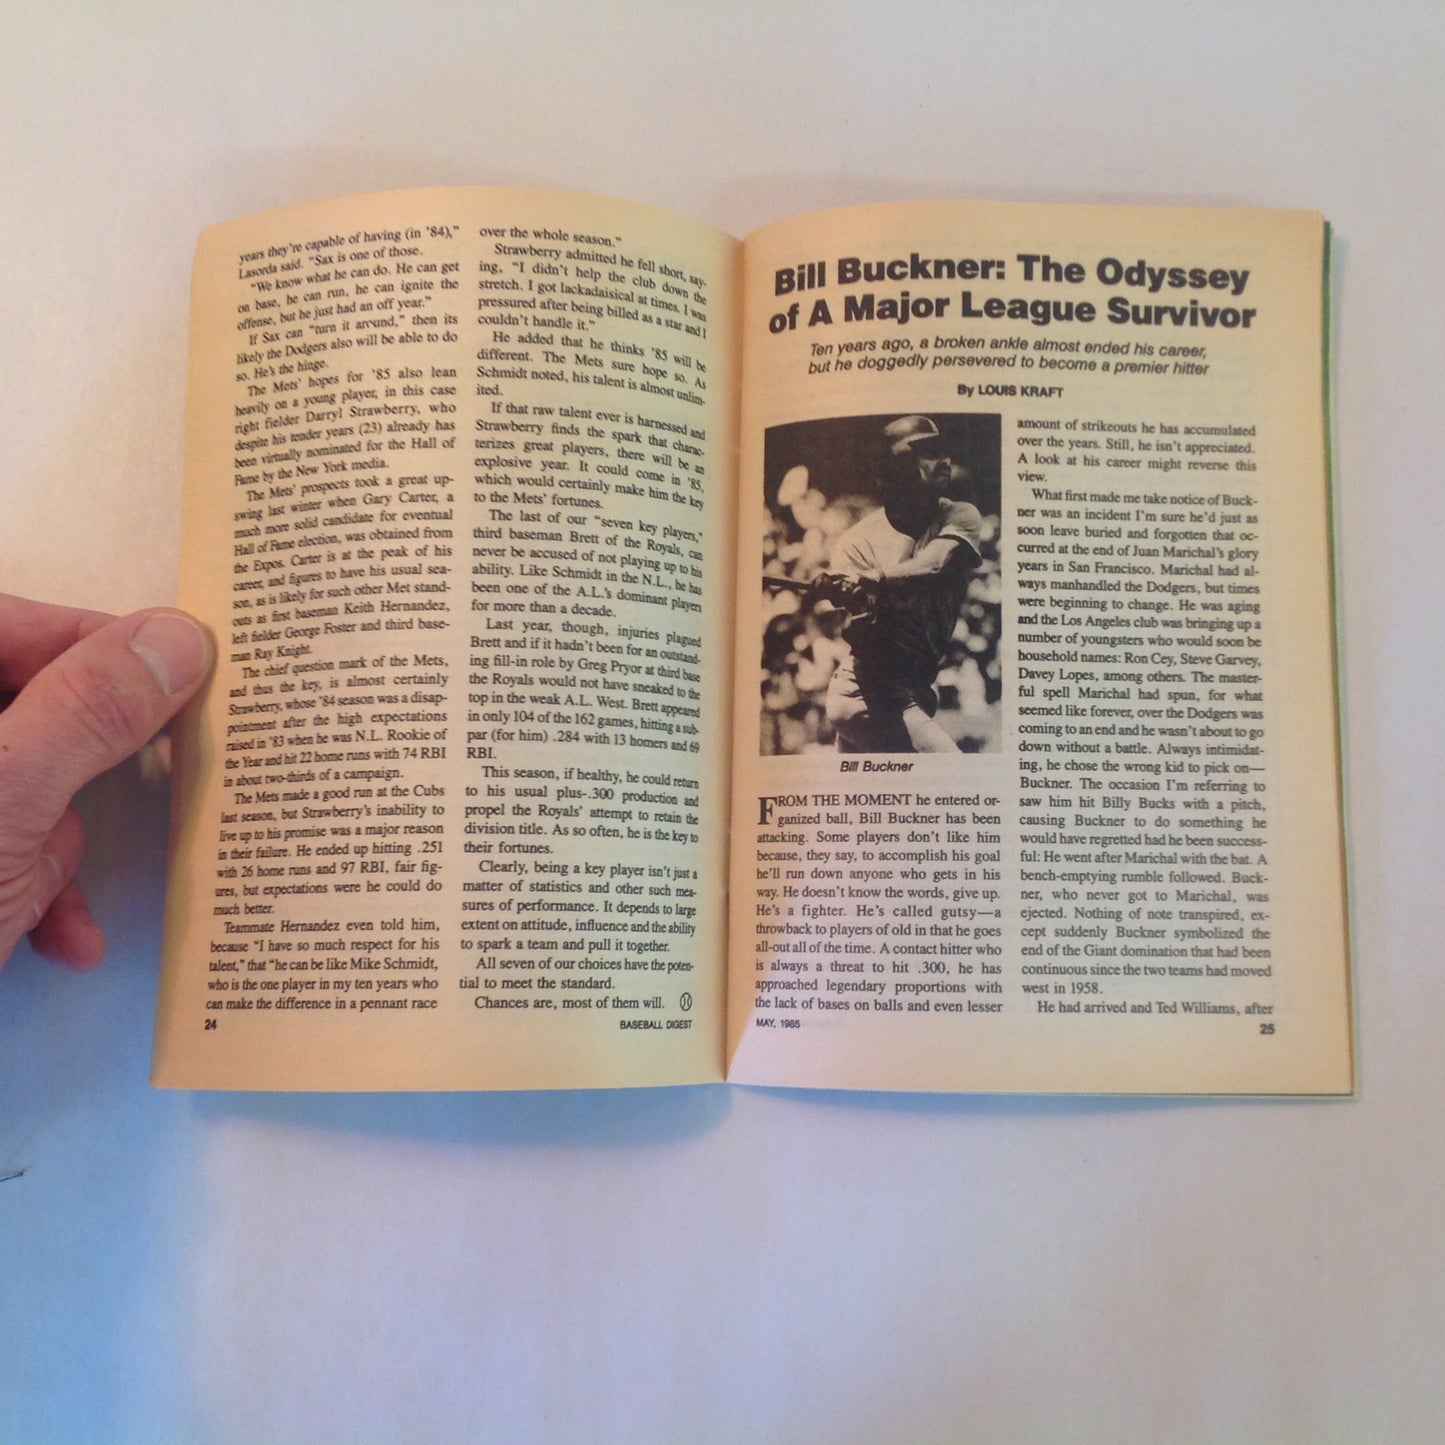 years they're capable of having (in '84),"
Lasorda said. "Sax is one of those.
"We know what he can do. He can get
on base, he can run, he can ignite the
offense, but he just had an off year."
If Sax can "turn it around," then its
likely the Dodgers also will be able to do
so. He's the hinge.
The Mets' hopes for '85 also lean
heavily on a young player, in this case
right fielder Darryl Strawberry, who
despite his tender years (23) already has
been virtually nominated for the Hall of
Fame by the New York media.
The Mets' prospects took a great up-
swing last winter when Gary Carter, a
much more solid candidate for eventual
Hall of Fame election, was obtained from
the Expos. Carter is at the peak of his
career, and figures to have his usual sea-
son, as is likely for such other Met stand-
outs as first baseman Keith Hernandez,
left fielder George Foster and third base-
man Ray Knight.
The chief question mark of the Mets,
and thus the key, is almost certainly
Strawberry, whose '84 season was a disap-
pointment after the high expectations
raised in '83 when he was N.L. Rookie of
the Year and hit 22 home runs with 74 RBI
in about two-thirds of a campaign.
The Mets made a good run at the Cubs
last season, but Strawberry's inability to
live up to his promise was a major reason
in their failure. He ended up hitting .251
with 26 home runs and 97 RBI, fair fig-
ures, but expectations were he could do
much better.
Teammate Hernandez even told him,
because "I have so much respect for his
talent," that "he can be like Mike Schmidt,
who is the one player in my ten years who
can make the difference in a pennant race
over the whole season."
Strawberry admitted he fell short, say-
ing, "I didn't help the club down the
stretch. I got lackadaisical at times. I was
pressured after being billed as a star and I
couldn't handle it."
He added that he thinks '85 will be
different. The Mets sure hope so. As
Schmidt noted, his talent is almost unlim-
ited.
If that raw talent ever is harnessed and
Strawberry finds the spark that charac-
terizes great players, there will be an
explosive year. It could come in '85,
which would certainly make him the key
to the Mets' fortunes.
The last of our "seven key players,"
third baseman Brett of the Royals, can
never be accused of not playing up to his
ability. Like Schmidt in the N.L., he has
been one of the A.L.'s dominant players
for more than a decade.
Last year, though, injuries plagued
Brett and if it hadn't been for an outstand-
ing fill-in role by Greg Pryor at third base
the Royals would not have sneaked to the
top in the weak A.L. West. Brett appeared
in only 104 of the 162 games, hitting a sub-
par (for him) .284 with 13 homers and 69
RBI.
This season, if healthy, he could return
to his usual plus-.300 production and
propel the Royals' attempt to retain the
division title. As so often, he is the key to
their fortunes.
Clearly, being a key player isn't just a
matter of statistics and other such mea-
sures of performance. It depends to large
extent on attitude, influence and the ability
to spark a team and pull it together.
All seven of our choices have the poten-
tial to meet the standard.
Chances are, most of them will.
24
BASEBALL DIGEST
Bill Buckner: The Odyssey
of A Major League Survivor
Ten years ago, a broken ankle almost ended his career,
but he doggedly persevered to become a premier hitter
By LOUIS KRAFT
Bill Buckner
FROM THE MOMENT he entered or-
ganized ball, Bill Buckner has been
attacking. Some players don't like him
because, they say, to accomplish his goal
he'll run down anyone who gets in his
way. He doesn't know the words, give up.
He's a fighter. He's called gutsy—a
throwback to players of old in that he goes
all-out all of the time. A contact hitter who
is always a threat to hit .300, he has
approached legendary proportions with
the lack of bases on balls and even lesser
amount of strikeouts he has accumulated
over the years. Still, he isn't appreciated.
A look at his career might reverse this
view.
What first made me take notice of Buck-
ner was an incident I'm sure he'd just as
soon leave buried and forgotten that oc-
curred at the end of Juan Marichal's glory
years in San Francisco. Marichal had al-
ways manhandled the Dodgers, but times
were beginning to change. He was aging
and the Los Angeles club was bringing up a
number of youngsters who would soon be
household names: Ron Cey, Steve Garvey,
Davey Lopes, among others. The master-
ful spell Marichal had spun, for what
seemed like forever, over the Dodgers was
coming to an end and he wasn't about to go
down without a battle. Always intimidat-
ing, he chose the wrong kid to pick on—
Buckner. The occasion I'm referring to
saw him hit Billy Bucks with a pitch,
causing Buckner to do something he
would have regretted had he been success-
ful: He went after Marichal with the bat. A
bench-emptying rumble followed. Buck-
ner, who never got to Marichal, was
ejected. Nothing of note transpired, ex-
cept suddenly Buckner symbolized the
end of the Giant domination that had been
continuous since the two teams had moved
west in 1958.
He had arrived and Ted Williams, after
MAY, 1985
25